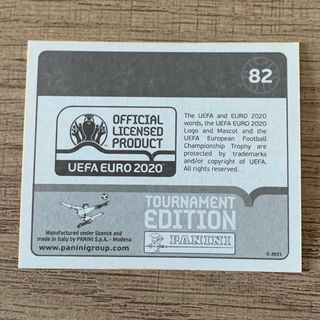 82
OFFICIAL
LICENSED
PRODUCT
UEFA EURO 2020
The UEFA and EURO 2020
words, the UEFA EURO 2020
Logo and Mascot and the
UEFA European Football
Championship Trophy are
protected by trademarks
and/or copyright of UEFA.
All rights reserved.
TOURNAMENT
EDITION
PANINI
Manufactured under licence and
made in Italy by PANINI S.p.A. - Modena
www.paninigroup.com
© 2021